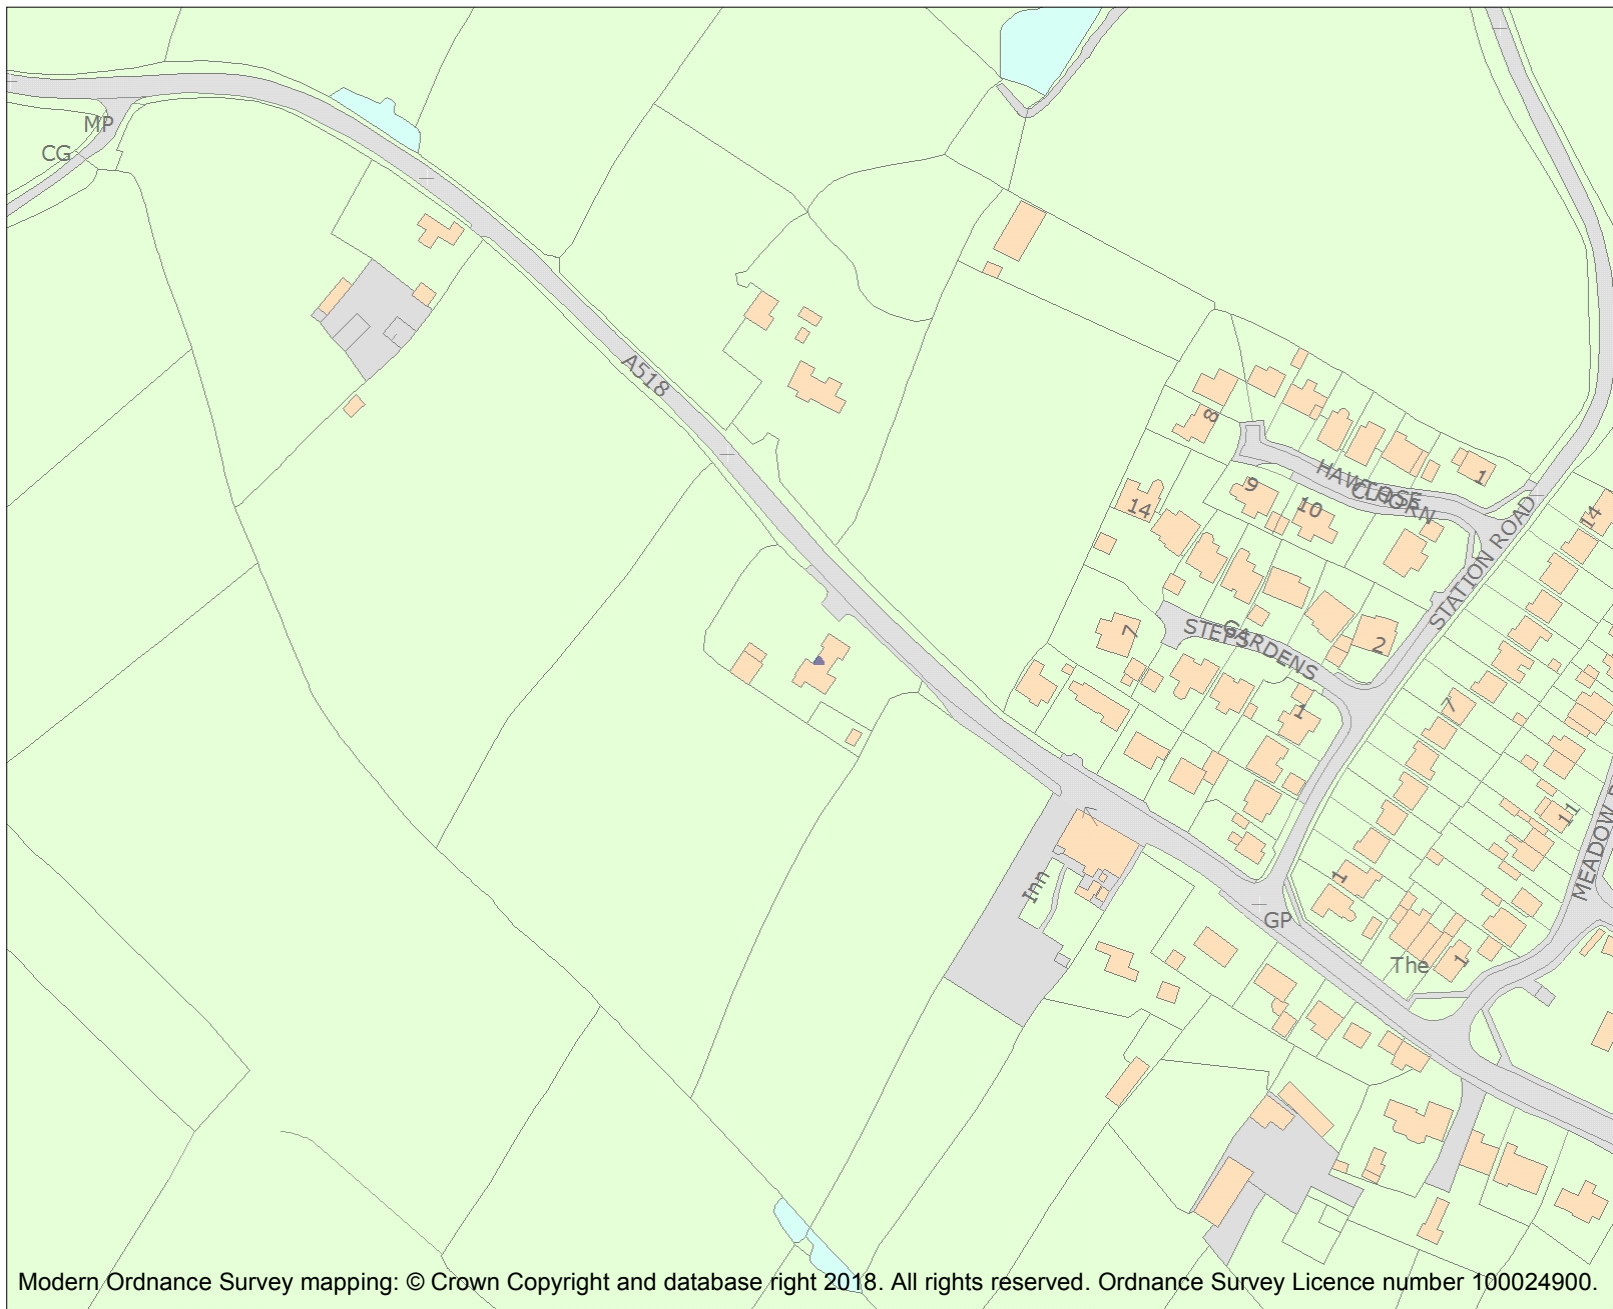 MP
CG
A518
8
HAWTHORN
CLOSE
1
9
10
14
14
STATION ROAD
7
STEPS
GARDENS
2
1
7
11
MEADOW
Inn
1
GP
The
1
Modern Ordnance Survey mapping: © Crown Copyright and database right 2018. All rights reserved. Ordnance Survey Licence number 100024900.